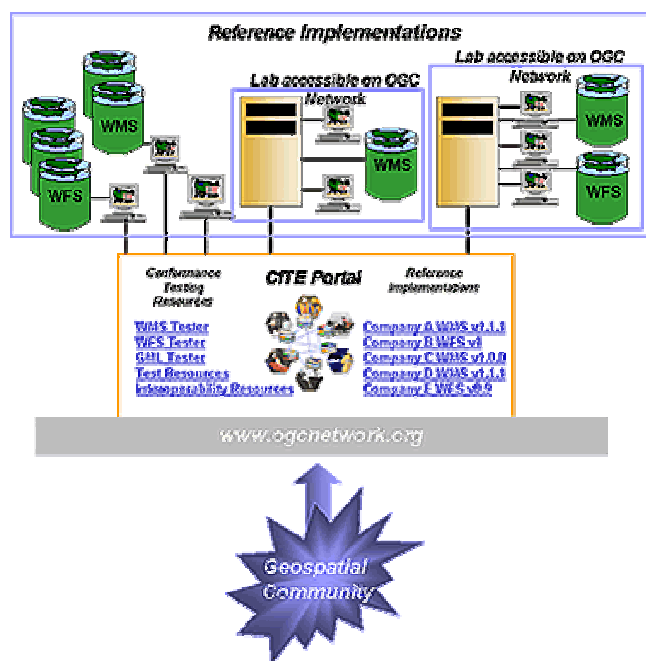 Reference Implementations
Lab accessible on OGC
Network
Lab accessible on OGC
Network
WMS
WFS
WMS
WMS
WFS
Conformance
Testing
Resources
CITE Portal
Reference
Implementations
WMS Tester
WFS Tester
GML Tester
Test Resources
Interoperability Resources
Company A WMS v1.1.1
Company B WFS v1
Company C WMS v1.0.0
Company D WMS v1.1.1
Company E WFS v0.9
www.ogcnetwork.org
Geospatial
Community